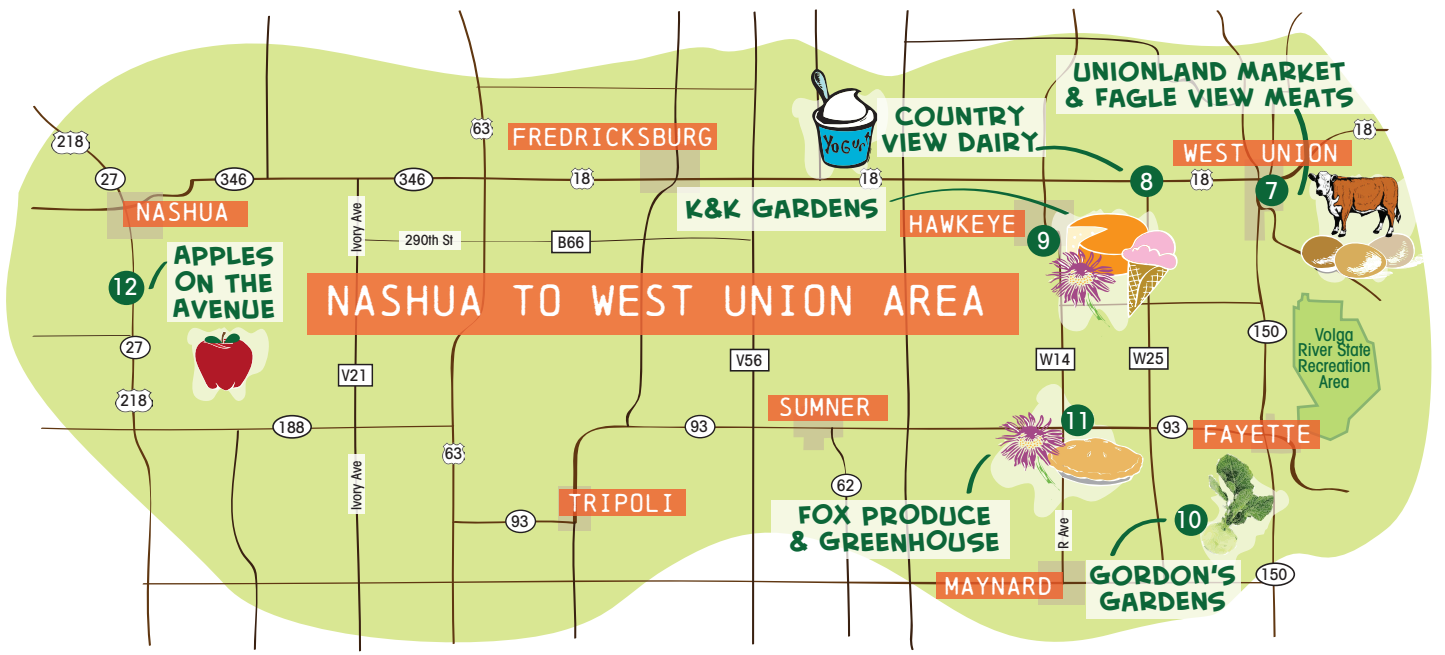 UNIONLAND MARKET
& FAGLE VIEW MEATS
COUNTRY
VIEW DAIRY
YOGURT
218
63
FREDRICKSBURG
18
WEST UNION
27
346
346
18
18
8
18
7
NASHUA
Ivory Ave
K&K GARDENS
HAWKEYE
9
290th St
B66
APPLES
ON THE
AVENUE
12
NASHUA TO WEST UNION AREA
27
V21
V56
W14
W25
150
Volga
River State
Recreation
Area
218
188
93
SUMNER
11
93
FAYETTE
63
Ivory Ave
62
TRIPOLI
93
FOX PRODUCE
& GREENHOUSE
R Ave
10
MAYNARD
GORDON'S
GARDENS
150